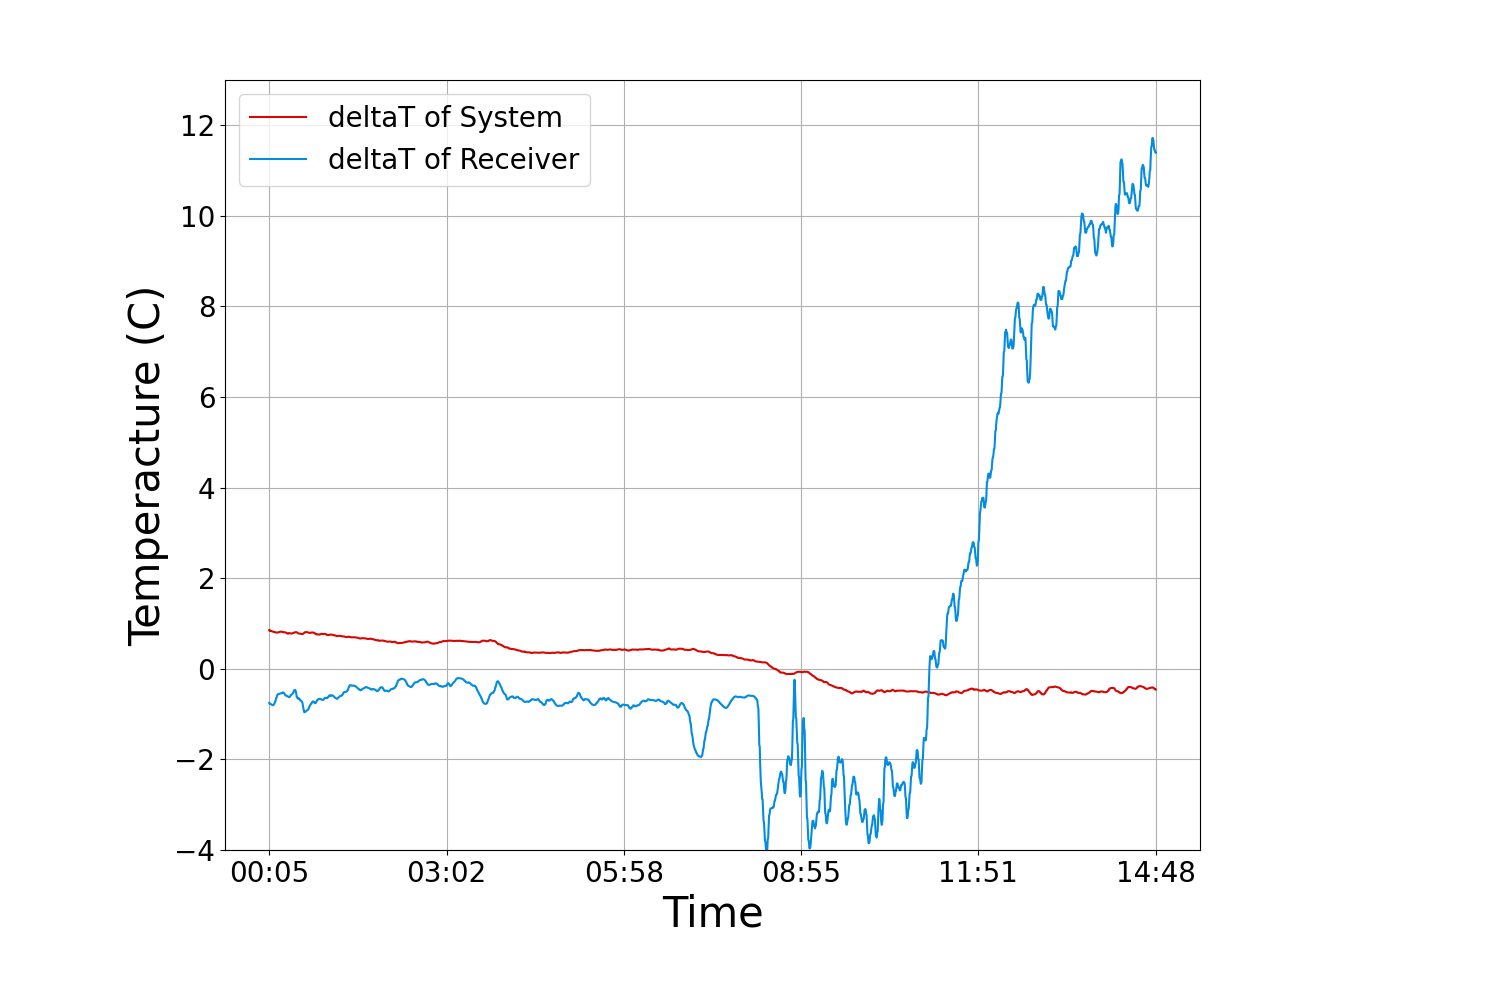 deltaT of System
deltaT of Receiver
12
10
8
6
4
2
0
−2
−4
Temperacture (C)
00:05 03:02 05:58 08:55 11:51 14:48
Time